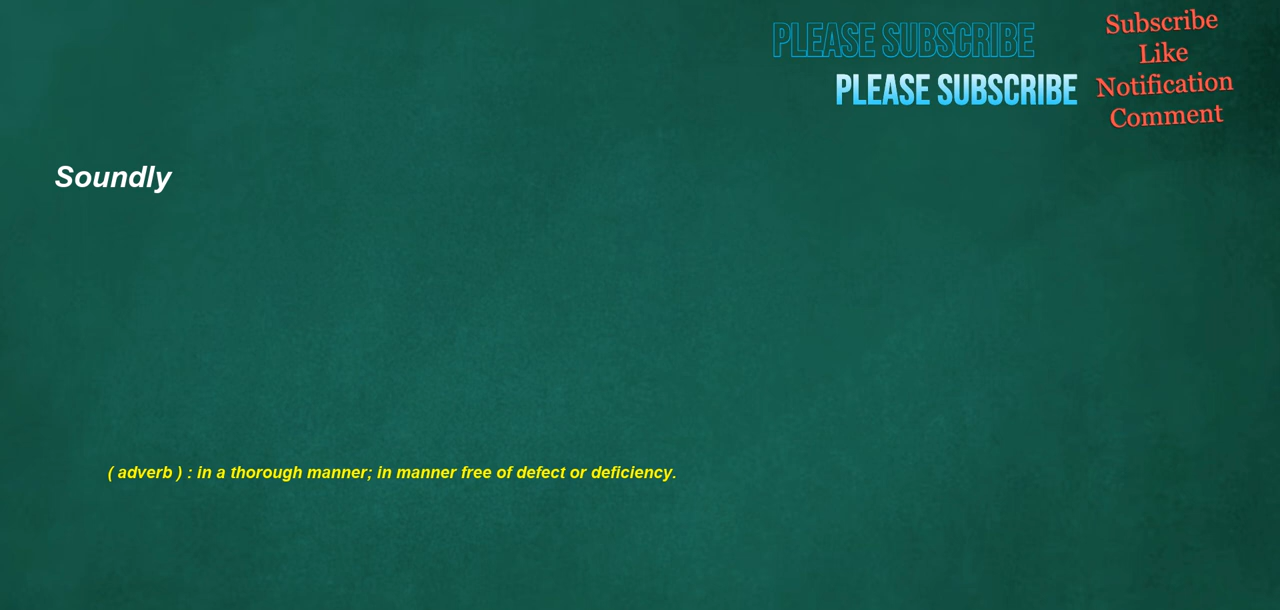 PLEASE SUBSCRIBE
PLEASE SUBSCRIBE
Subscribe
Like
Notification
Comment
Soundly
( adverb ) : in a thorough manner; in manner free of defect or deficiency.